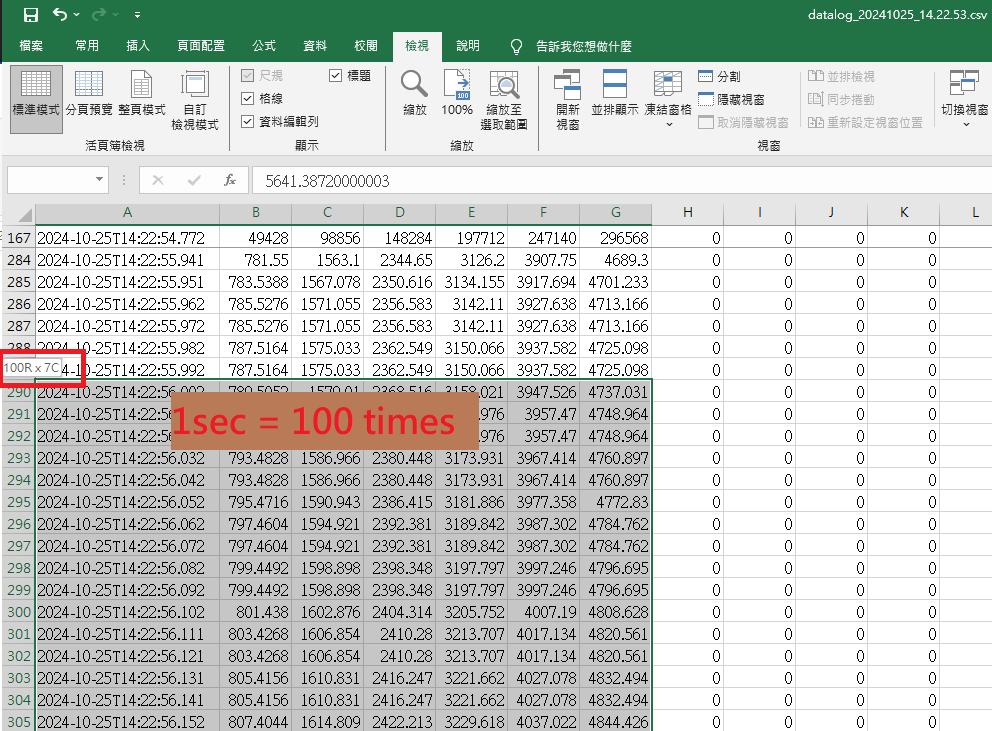 datalog_20241025_14.22.53.csv
檔案 常用 插入 頁面配置 公式 資料 校閱 檢視 說明 告訴我您想做什麼
標準模式 分頁預覽 整頁模式 自訂檢視模式
尺規 標題
格線
資料編輯列
縮放 100% 縮放至選取範圍
開新視窗 並排顯示 凍結窗格
分割
隱藏視窗
取消隱藏視窗
並排檢視
同步捲動
重新設定視窗位置
切換視窗
活頁簿檢視 顯示 縮放 視窗
fx 5641.38720000003
A B C D E F G H I J K L
167 2024-10-25T14:22:54.772 49428 98856 148284 197712 247140 296568 0 0 0 0
284 2024-10-25T14:22:55.941 781.55 1563.1 2344.65 3126.2 3907.75 4689.3 0 0 0 0
285 2024-10-25T14:22:55.951 783.5388 1567.078 2350.616 3134.155 3917.694 4701.233 0 0 0 0
286 2024-10-25T14:22:55.962 785.5276 1571.055 2356.583 3142.11 3927.638 4713.166 0 0 0 0
287 2024-10-25T14:22:55.972 785.5276 1571.055 2356.583 3142.11 3927.638 4713.166 0 0 0 0
288 2024-10-25T14:22:55.982 787.5164 1575.033 2362.549 3150.066 3937.582 4725.098 0 0 0 0
100R x 7C 24-10-25T14:22:55.992 787.5164 1575.033 2362.549 3150.066 3937.582 4725.098 0 0 0 0
290 2024-10-25T14:22:56.002 789.5052 1579.01 2368.516 3158.021 3947.526 4737.031 0 0 0 0
291 2024-10-25T14:22:56 .976 3957.47 4748.964 0 0 0 0
1sec = 100 times
292 2024-10-25T14:22:56 .976 3957.47 4748.964 0 0 0 0
293 2024-10-25T14:22:56.032 793.4828 1586.966 2380.448 3173.931 3967.414 4760.897 0 0 0 0
294 2024-10-25T14:22:56.042 793.4828 1586.966 2380.448 3173.931 3967.414 4760.897 0 0 0 0
295 2024-10-25T14:22:56.052 795.4716 1590.943 2386.415 3181.886 3977.358 4772.83 0 0 0 0
296 2024-10-25T14:22:56.062 797.4604 1594.921 2392.381 3189.842 3987.302 4784.762 0 0 0 0
297 2024-10-25T14:22:56.072 797.4604 1594.921 2392.381 3189.842 3987.302 4784.762 0 0 0 0
298 2024-10-25T14:22:56.082 799.4492 1598.898 2398.348 3197.797 3997.246 4796.695 0 0 0 0
299 2024-10-25T14:22:56.092 799.4492 1598.898 2398.348 3197.797 3997.246 4796.695 0 0 0 0
300 2024-10-25T14:22:56.102 801.438 1602.876 2404.314 3205.752 4007.19 4808.628 0 0 0 0
301 2024-10-25T14:22:56.111 803.4268 1606.854 2410.28 3213.707 4017.134 4820.561 0 0 0 0
302 2024-10-25T14:22:56.121 803.4268 1606.854 2410.28 3213.707 4017.134 4820.561 0 0 0 0
303 2024-10-25T14:22:56.131 805.4156 1610.831 2416.247 3221.662 4027.078 4832.494 0 0 0 0
304 2024-10-25T14:22:56.141 805.4156 1610.831 2416.247 3221.662 4027.078 4832.494 0 0 0 0
305 2024-10-25T14:22:56.152 807.4044 1614.809 2422.213 3229.618 4037.022 4844.426 0 0 0 0